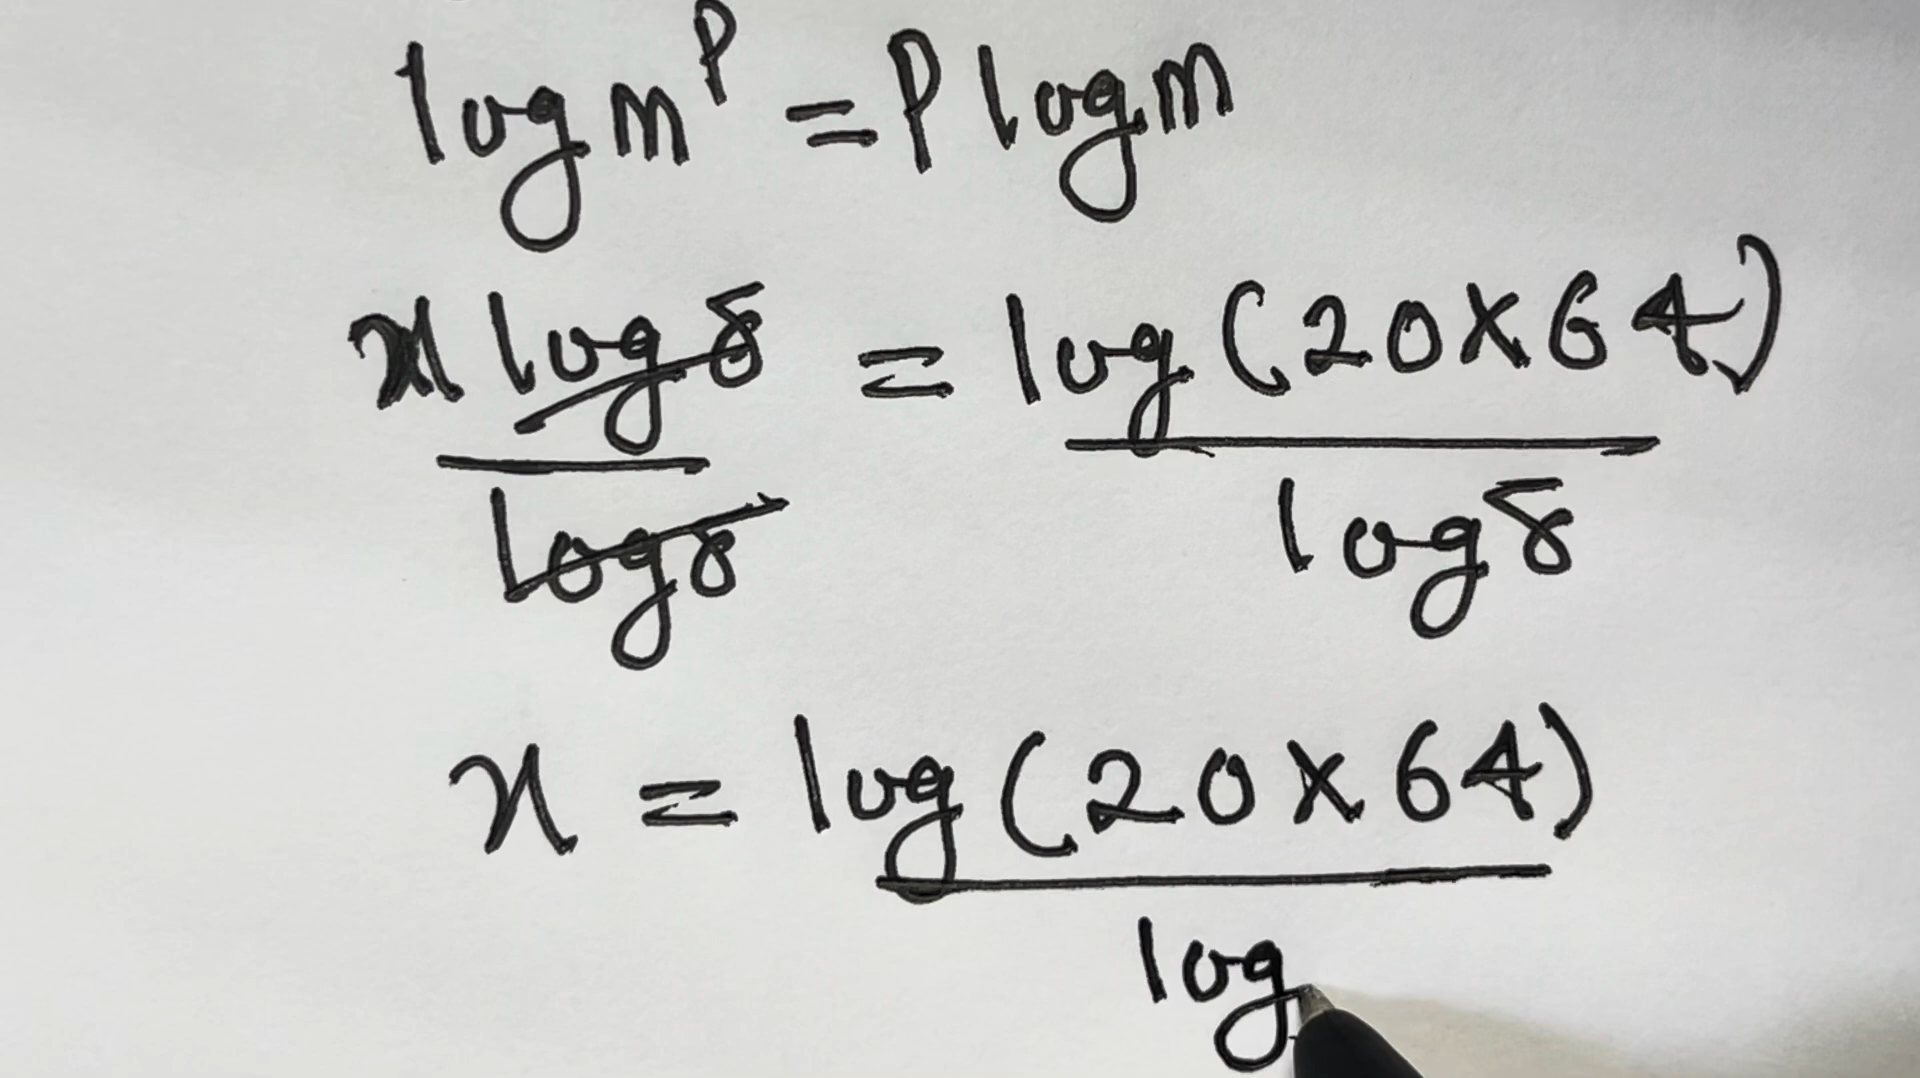 log m^P = P log m
x log 8 / log 8 = log (20 × 64) / log 8
x = log (20 × 64) / log